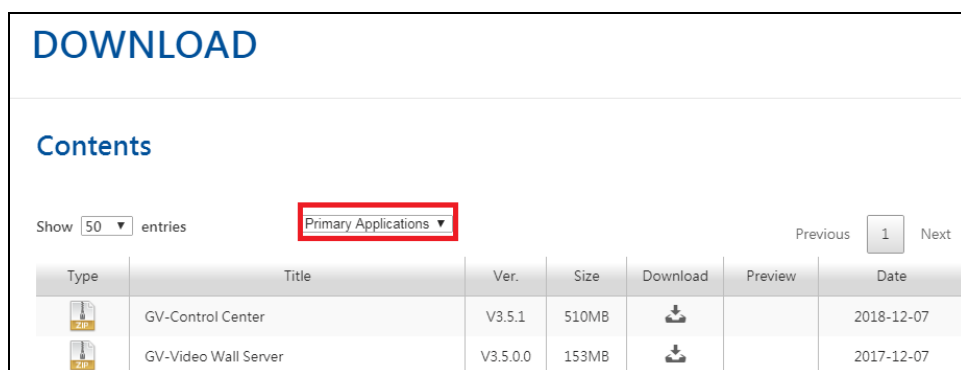 DOWNLOAD
Contents
Show 50 ▼ entries Primary Applications ▼ Previous 1 Next
Type Title Ver. Size Download Preview Date
ZIP GV-Control Center V3.5.1 510MB 2018-12-07
ZIP GV-Video Wall Server V3.5.0.0 153MB 2017-12-07